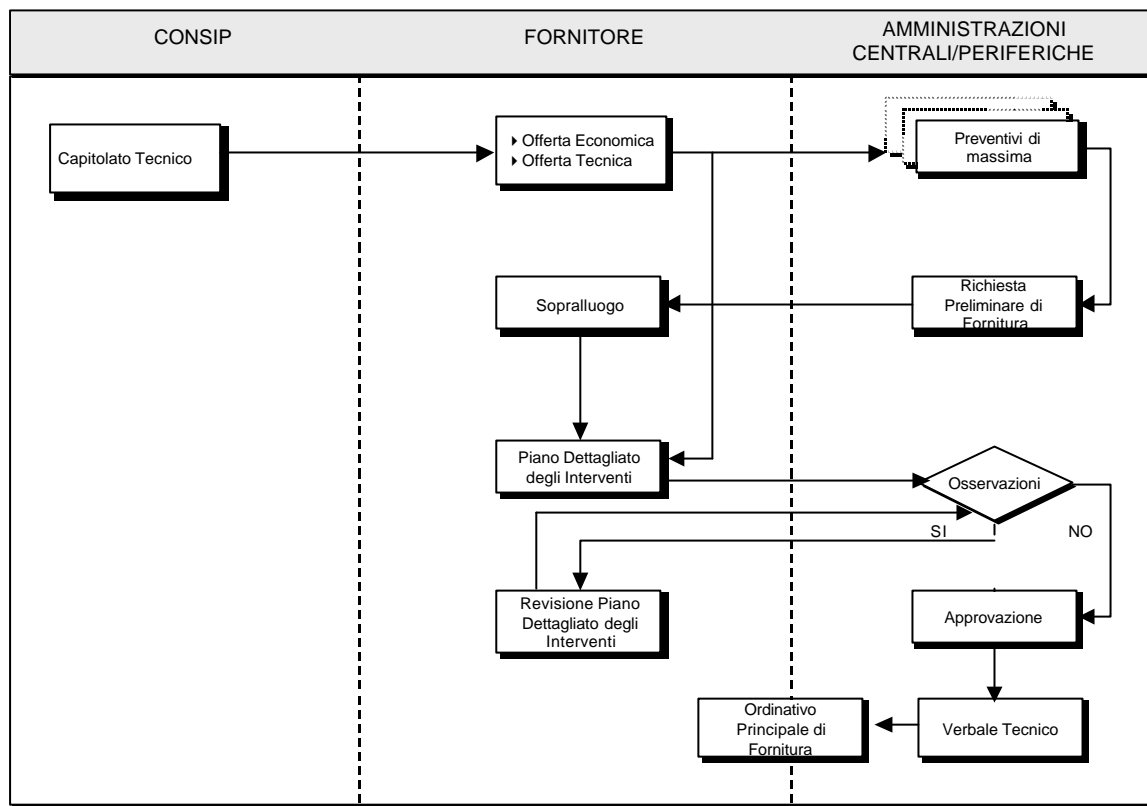 CONSIP
FORNITORE
AMMINISTRAZIONI
CENTRALI/PERIFERICHE
Capitolato Tecnico
Offerta Economica
Offerta Tecnica
Preventivi di
massima
Sopralluogo
Richiesta
Preliminare di
Fornitura
Piano Dettagliato
degli Interventi
Osservazioni
SI
NO
Revisione Piano
Dettagliato degli
Interventi
Approvazione
Ordinativo
Principale di
Fornitura
Verbale Tecnico